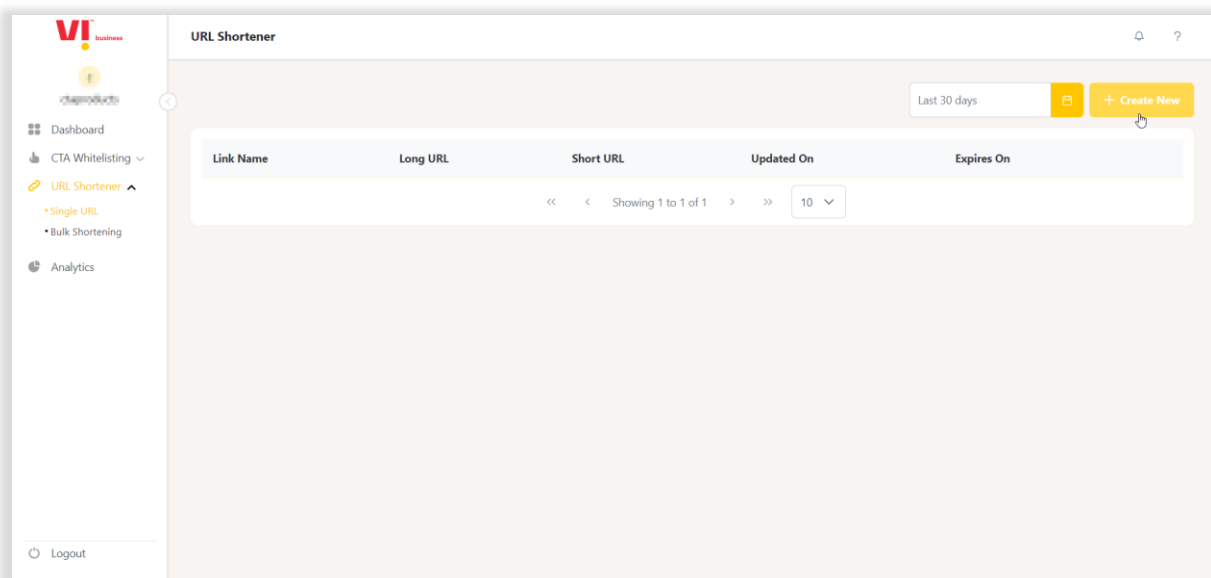 VI business
URL Shortener
?
Dashboard
CTA Whitelisting
URL Shortener
• Single URL
• Bulk Shortening
Analytics
Logout
Last 30 days
+ Create New
Link Name Long URL Short URL Updated On Expires On
<< < Showing 1 to 1 of 1 > >> 10